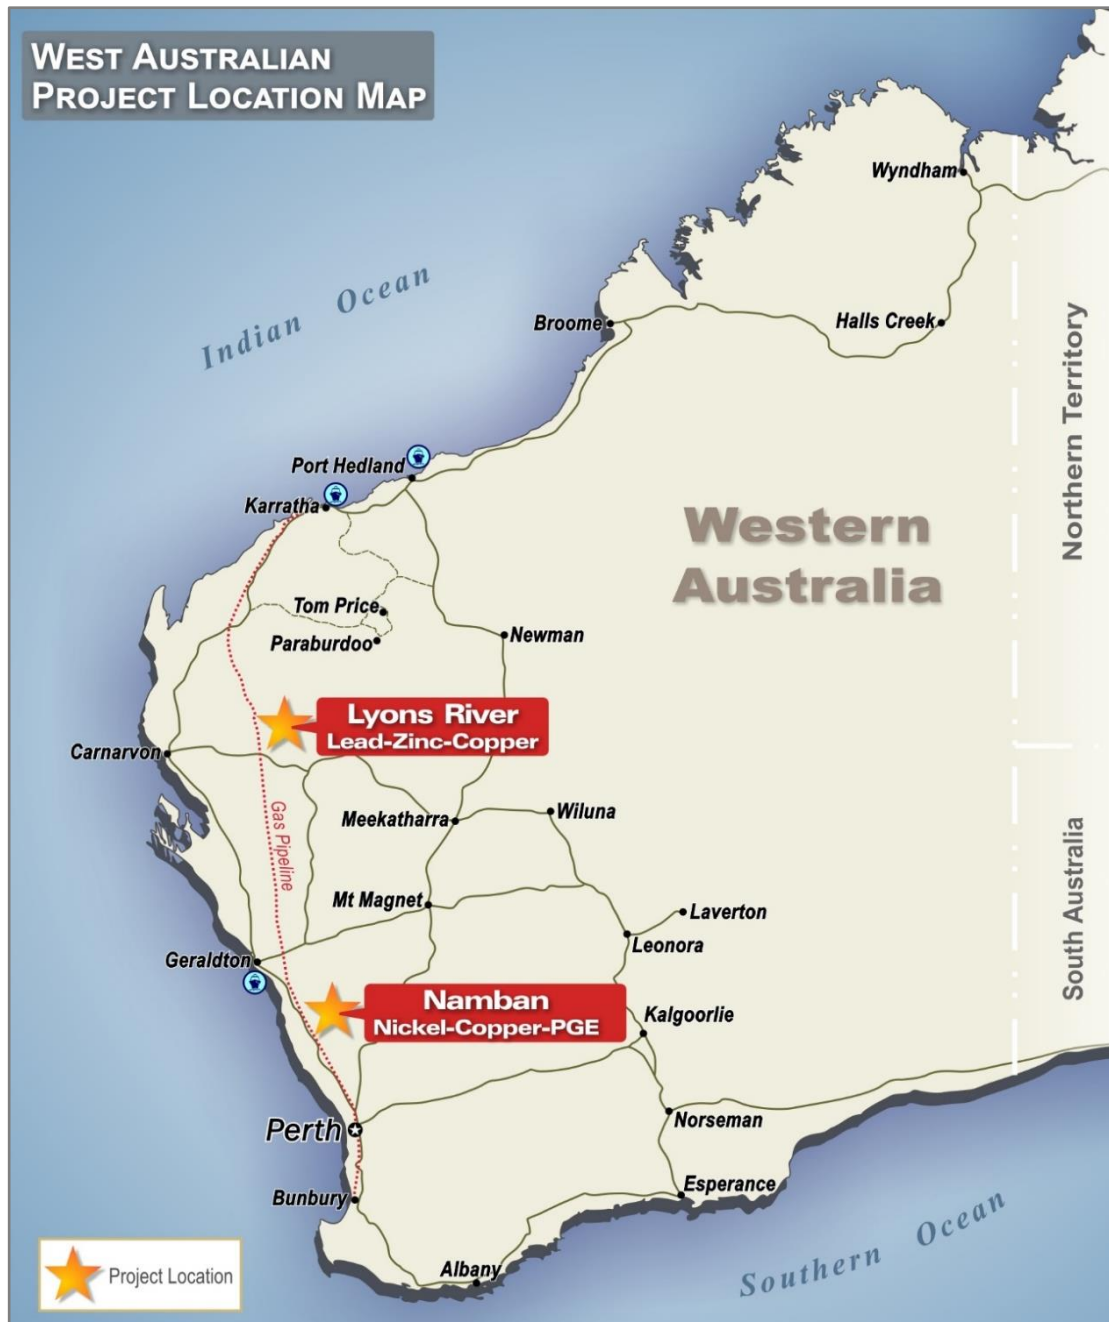 WEST AUSTRALIAN
PROJECT LOCATION MAP
Wyndham
Indian Ocean
Broome
Halls Creek
Northern Territory
Port Hedland
Karratha
Western
Australia
Tom Price
Paraburdoo
Newman
Lyons River
Lead-Zinc-Copper
Carnarvon
Gas Pipeline
Meekatharra
Wiluna
South Australia
Mt Magnet
Laverton
Leonora
Geraldton
Namban
Nickel-Copper-PGE
Kalgoorlie
Perth
Norseman
Bunbury
Esperance
Southern Ocean
Albany
Project Location